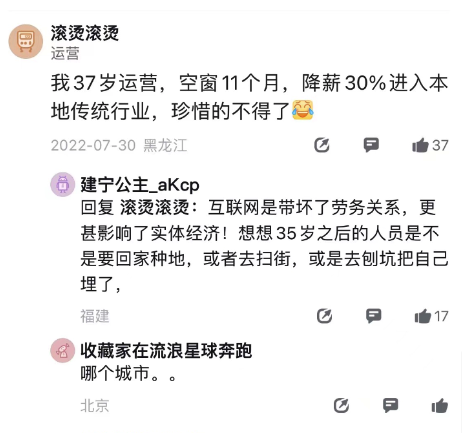 滚烫滚烫
运营
我37岁运营，空窗11个月，降薪30%进入本
地传统行业，珍惜的不得了😂
2022-07-30 黑龙江 37
建宁公主_aKcp
回复 滚烫滚烫：互联网是带坏了劳务关系，更
甚影响了实体经济！想想35岁之后的人员是不
是要回家种地，或者去扫街，或是去刨坑把自己
埋了，
福建 17
收藏家在流浪星球奔跑
哪个城市。。
北京